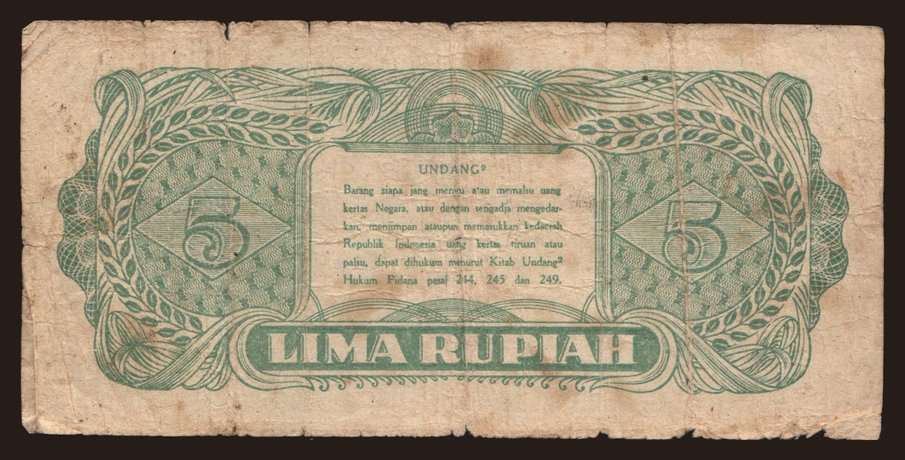 UNDANG²
Barang siapa jang meniru atau memalsu uang
kertas Negara, atau dengan sengadja mengedar-
kan, menjimpan ataupun memasukkan kedaerah
Republik Indonesia uang kertas tiruan atau
palsu, dapat dihukum menurut Kitab Undang²
Hukum Pidana pasal 244, 245 dan 249.
5
5
LIMA RUPIAH